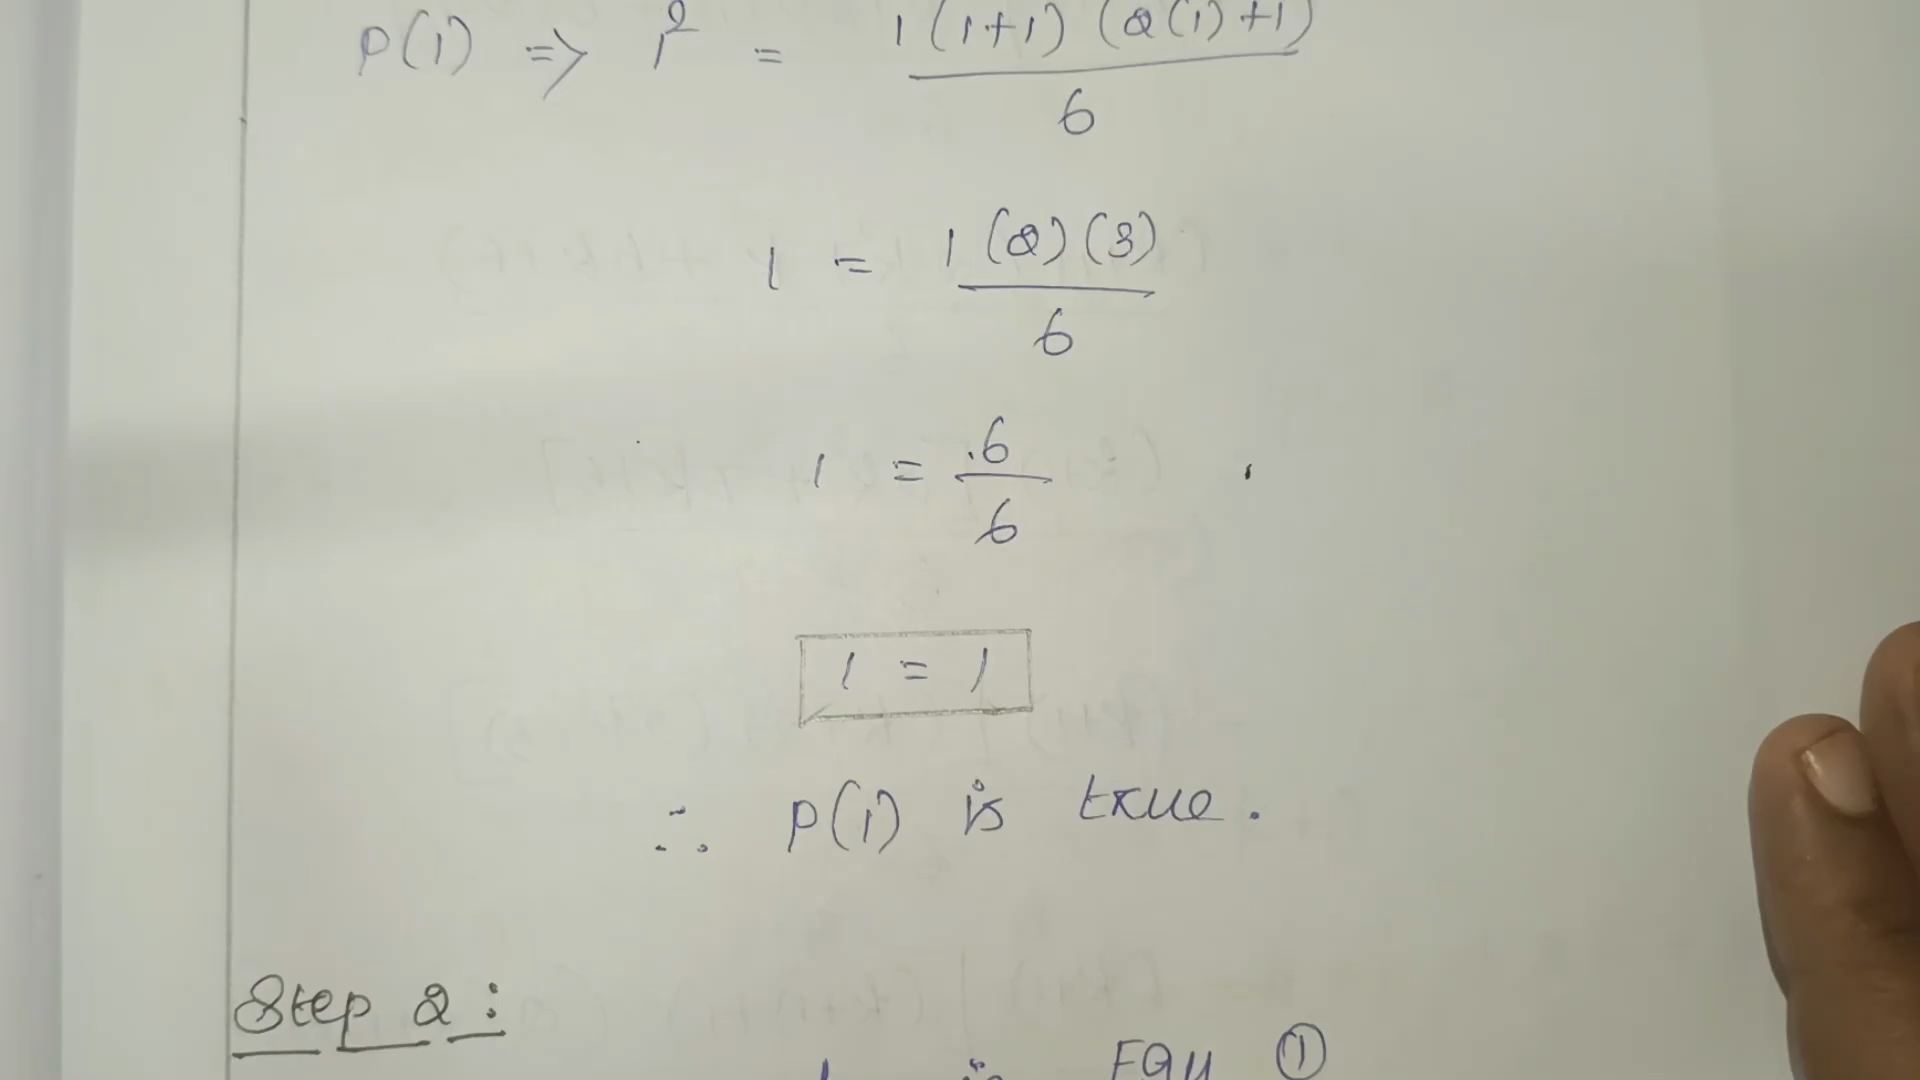 P(1) => 1² = 1(1+1)(2(1)+1) / 6
1 = 1(2)(3) / 6
1 = 6 / 6
1 = 1
∴ P(1) is true.
Step 2:
Equ ①